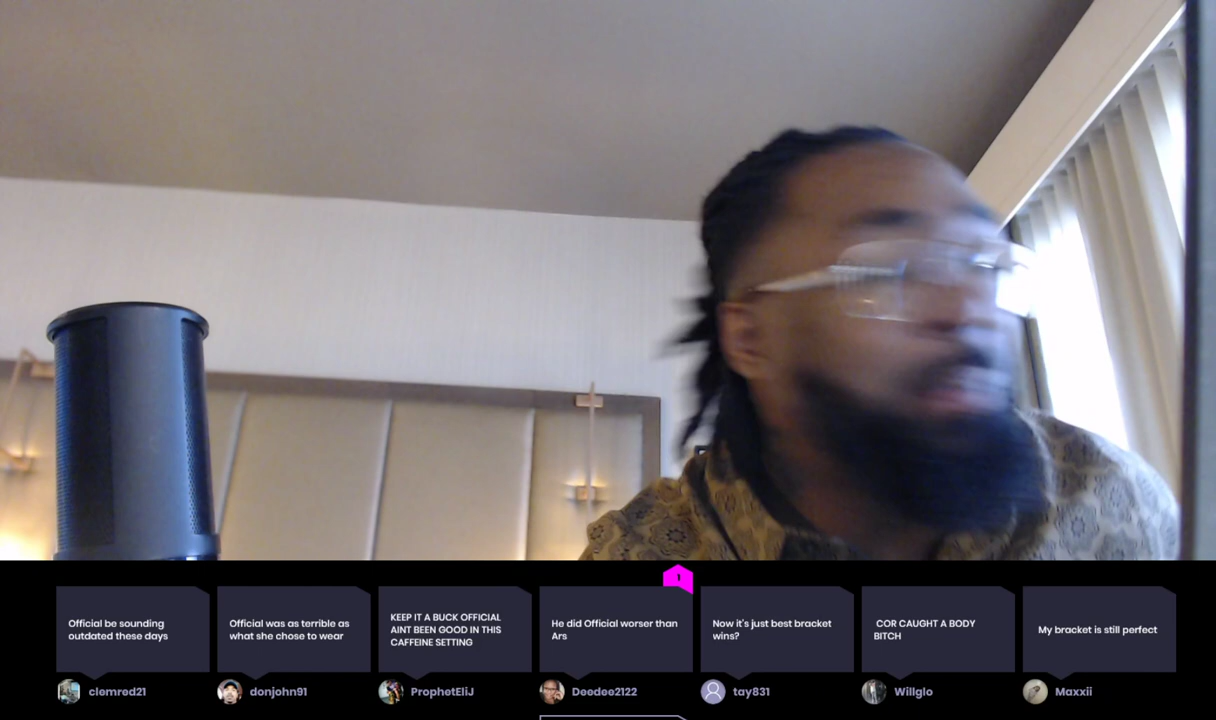 1
Official be sounding
outdated these days
Official was as terrible as
what she chose to wear
KEEP IT A BUCK OFFICIAL
AINT BEEN GOOD IN THIS
CAFFEINE SETTING
He did Official worser than
Ars
Now it's just best bracket
wins?
COR CAUGHT A BODY
BITCH
My bracket is still perfect
clemred21
donjohn91
ProphetEliJ
Deedee2122
tay831
Willglo
Maxxii